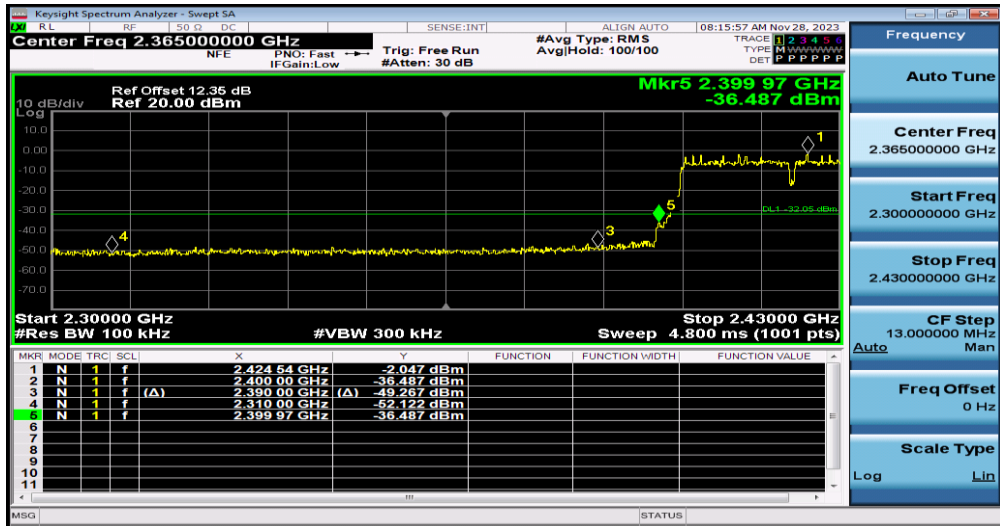 Keysight Spectrum Analyzer - Swept SA
LXI RL RF 50 Ω DC SENSE:INT ALIGN AUTO 08:15:57 AM Nov 28, 2023
Center Freq 2.365000000 GHz
NFE PNO: Fast IFGain:Low
Trig: Free Run
#Atten: 30 dB
#Avg Type: RMS
Avg|Hold: 100/100
TRACE 1 2 3 4 5 6
TYPE M W W W W W
DET P P P P P P
Ref Offset 12.35 dB
Ref 20.00 dBm
10 dB/div
Log
Mkr5 2.399 97 GHz
-36.487 dBm
10.0
0.00
-10.0
-20.0
-30.0
-40.0
-50.0
-60.0
-70.0
1
5
DL1 -32.05 dBm
3
4
Start 2.30000 GHz Stop 2.43000 GHz
#Res BW 100 kHz #VBW 300 kHz Sweep 4.800 ms (1001 pts)
MKR MODE TRC SCL X Y FUNCTION FUNCTION WIDTH FUNCTION VALUE
1 N 1 f 2.424 54 GHz -2.047 dBm
2 N 1 f 2.400 00 GHz -36.487 dBm
3 N 1 f (Δ) 2.390 00 GHz (Δ) -49.267 dBm
4 N 1 f 2.310 00 GHz -52.122 dBm
5 N 1 f 2.399 97 GHz -36.487 dBm
6
7
8
9
10
11
MSG STATUS
Frequency
Auto Tune
Center Freq
2.365000000 GHz
Start Freq
2.300000000 GHz
Stop Freq
2.430000000 GHz
CF Step
13.000000 MHz
Auto Man
Freq Offset
0 Hz
Scale Type
Log Lin